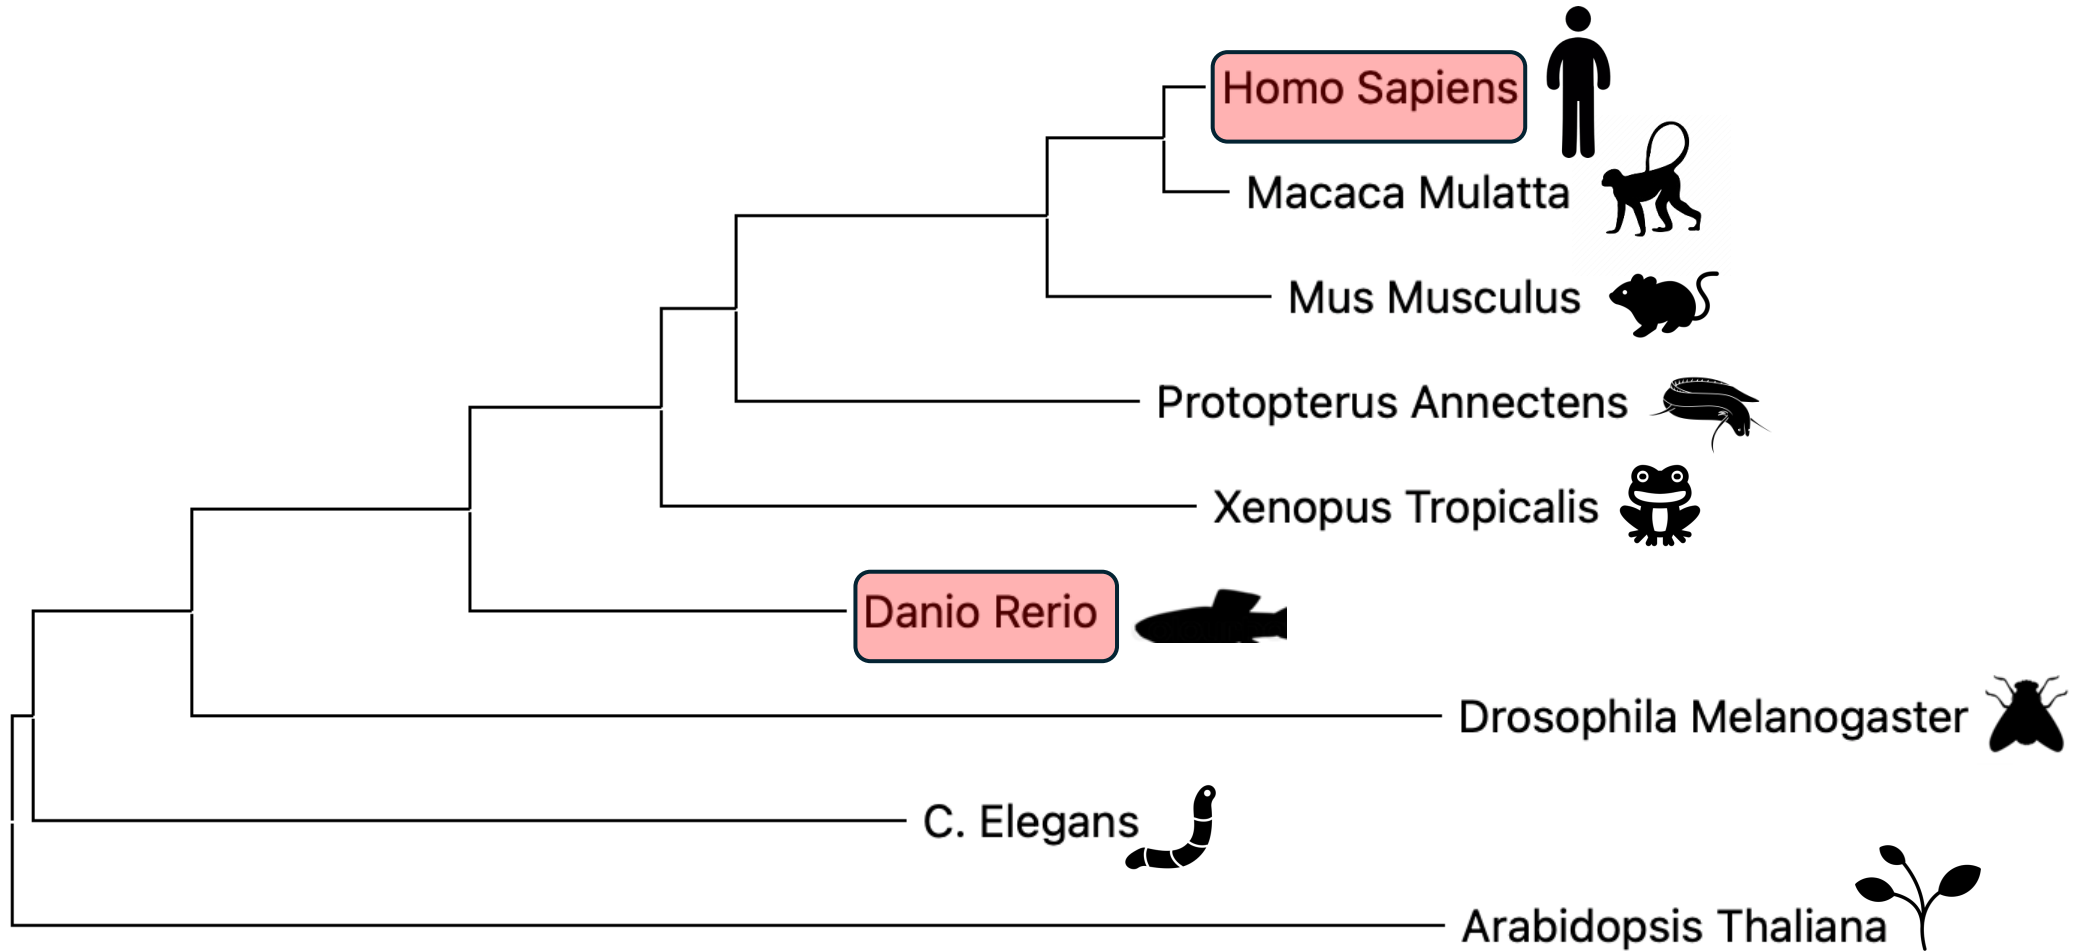 Homo Sapiens
Macaca Mulatta
Mus Musculus
Protopterus Annectens
Xenopus Tropicalis
Danio Rerio
Drosophila Melanogaster
C. Elegans
Arabidopsis Thaliana